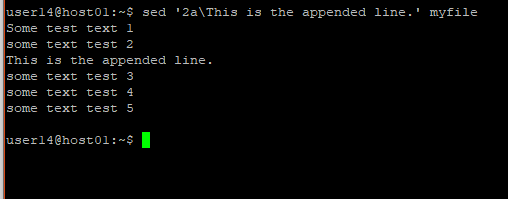 user14@host01:~$ sed '2a\This is the appended line.' myfile
Some test text 1
some text test 2
This is the appended line.
some text test 3
some text test 4
some text test 5
user14@host01:~$